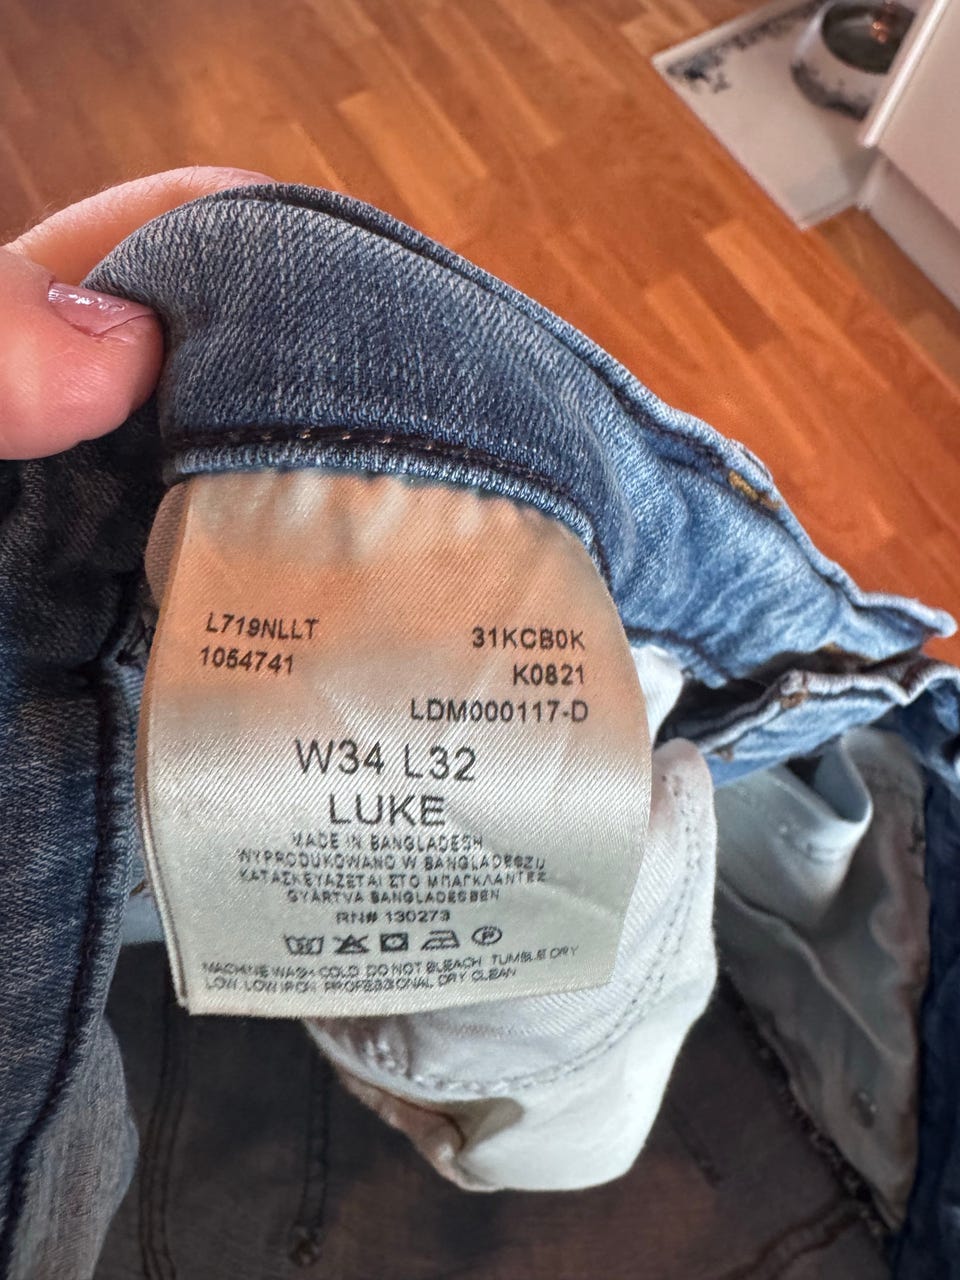 L719NLLT
1054741
31KCB0K
K0821
LDM000117-D
W34 L32
LUKE
MADE IN BANGLADESH
WYPRODUKOWANO W BANGLADESZU
ΚΑΤΑΣΚΕΥΑΖΕΤΑΙ ΣΤΟ ΜΠΑΓΚΛΑΝΤΕΣ
GYÁRTVA BANGLADESBEN
RN# 130273
MACHINE WASH COLD DO NOT BLEACH TUMBLE DRY
LOW LOW IRON PROFESSIONAL DRY CLEAN